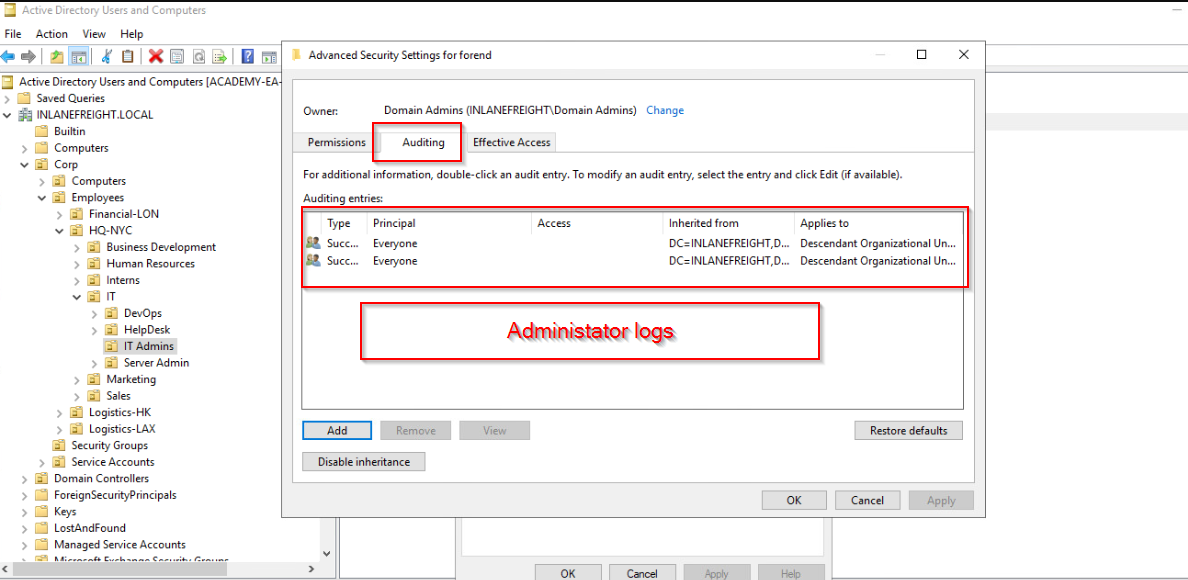 Active Directory Users and Computers
File Action View Help
Active Directory Users and Computers [ACADEMY-EA-
Saved Queries
INLANEFREIGHT.LOCAL
Builtin
Computers
Corp
Computers
Employees
Financial-LON
HQ-NYC
Business Development
Human Resources
Interns
IT
DevOps
HelpDesk
IT Admins
Server Admin
Marketing
Sales
Logistics-HK
Logistics-LAX
Security Groups
Service Accounts
Domain Controllers
ForeignSecurityPrincipals
Keys
LostAndFound
Managed Service Accounts
Microsoft Exchange Security Groups
Advanced Security Settings for forend
Owner: Domain Admins (INLANEFREIGHT\Domain Admins) Change
Permissions Auditing Effective Access
For additional information, double-click an audit entry. To modify an audit entry, select the entry and click Edit (if available).
Auditing entries:
Type Principal Access Inherited from Applies to
Succ... Everyone DC=INLANEFREIGHT,D... Descendant Organizational Un...
Succ... Everyone DC=INLANEFREIGHT,D... Descendant Organizational Un...
Administator logs
Add Remove View Restore defaults
Disable inheritance
OK Cancel Apply
OK Cancel Apply Help